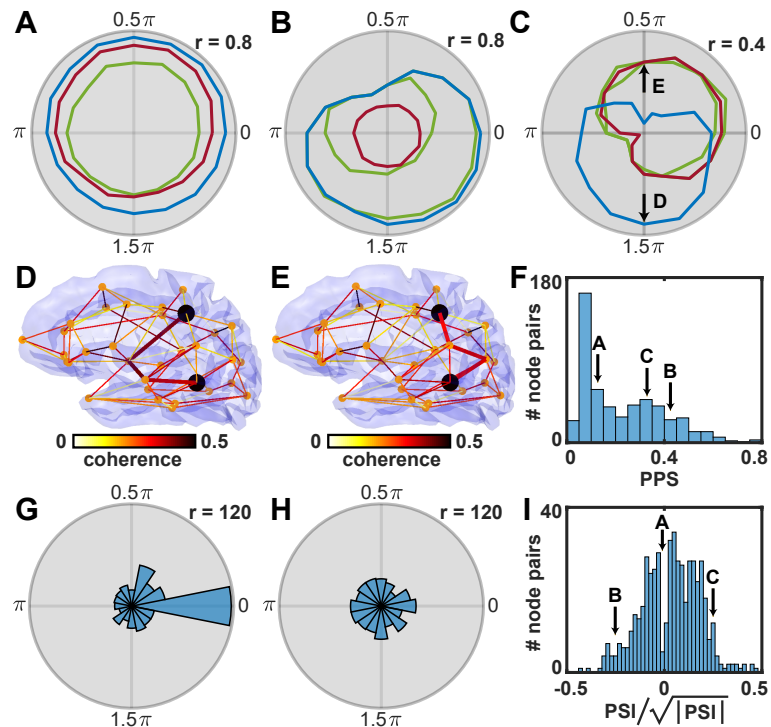 A
0.5π
r = 0.8
π
0
1.5π
B
0.5π
r = 0.8
π
0
1.5π
C
0.5π
r = 0.4
E
π
0
D
1.5π
D
0
0.5
coherence
E
0
0.5
coherence
F
180
A
C
B
# node pairs
0
0
0.4
0.8
PPS
G
0.5π
r = 120
π
0
1.5π
H
0.5π
r = 120
π
0
1.5π
I
40
A
B
C
# node pairs
0
-0.5
0
0.5
PSI/√|PSI|